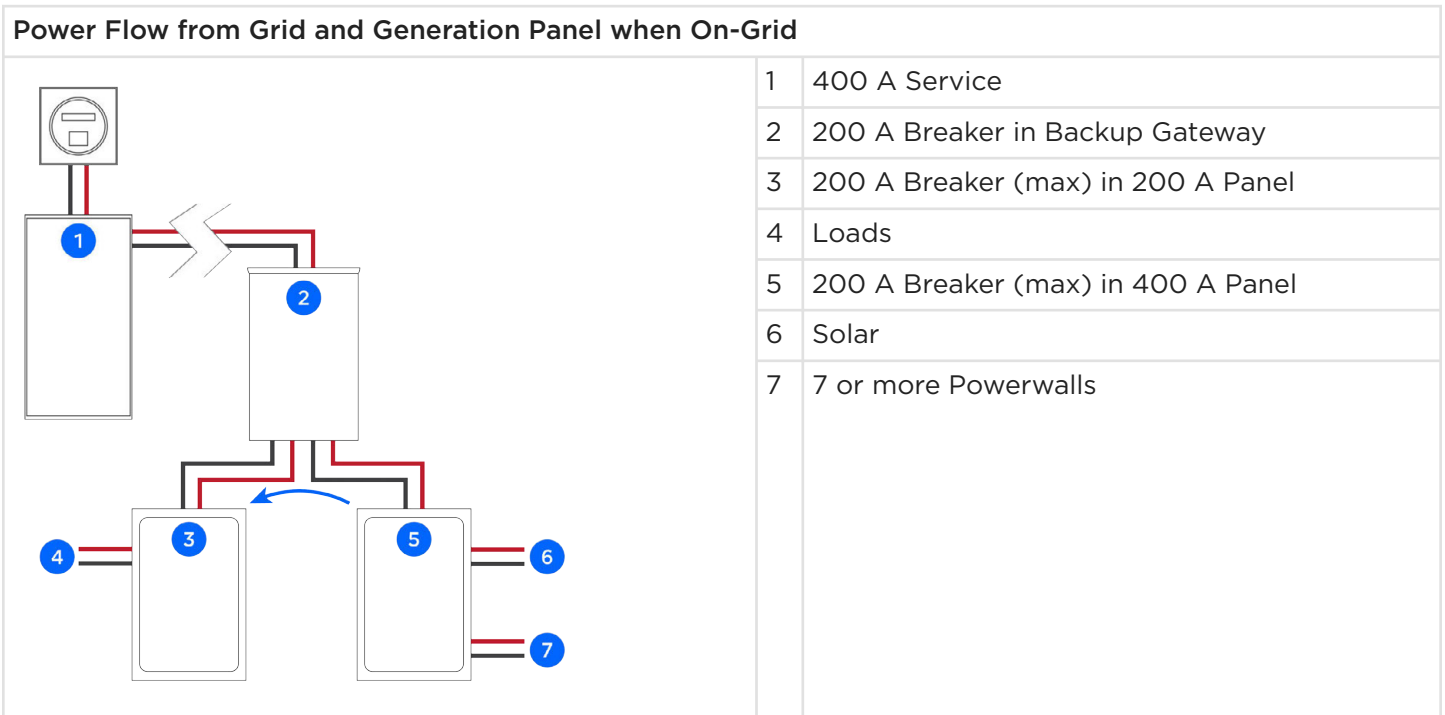 Power Flow from Grid and Generation Panel when On-Grid
1 400 A Service
2 200 A Breaker in Backup Gateway
3 200 A Breaker (max) in 200 A Panel
4 Loads
5 200 A Breaker (max) in 400 A Panel
6 Solar
7 7 or more Powerwalls
1
2
3
4
5
6
7